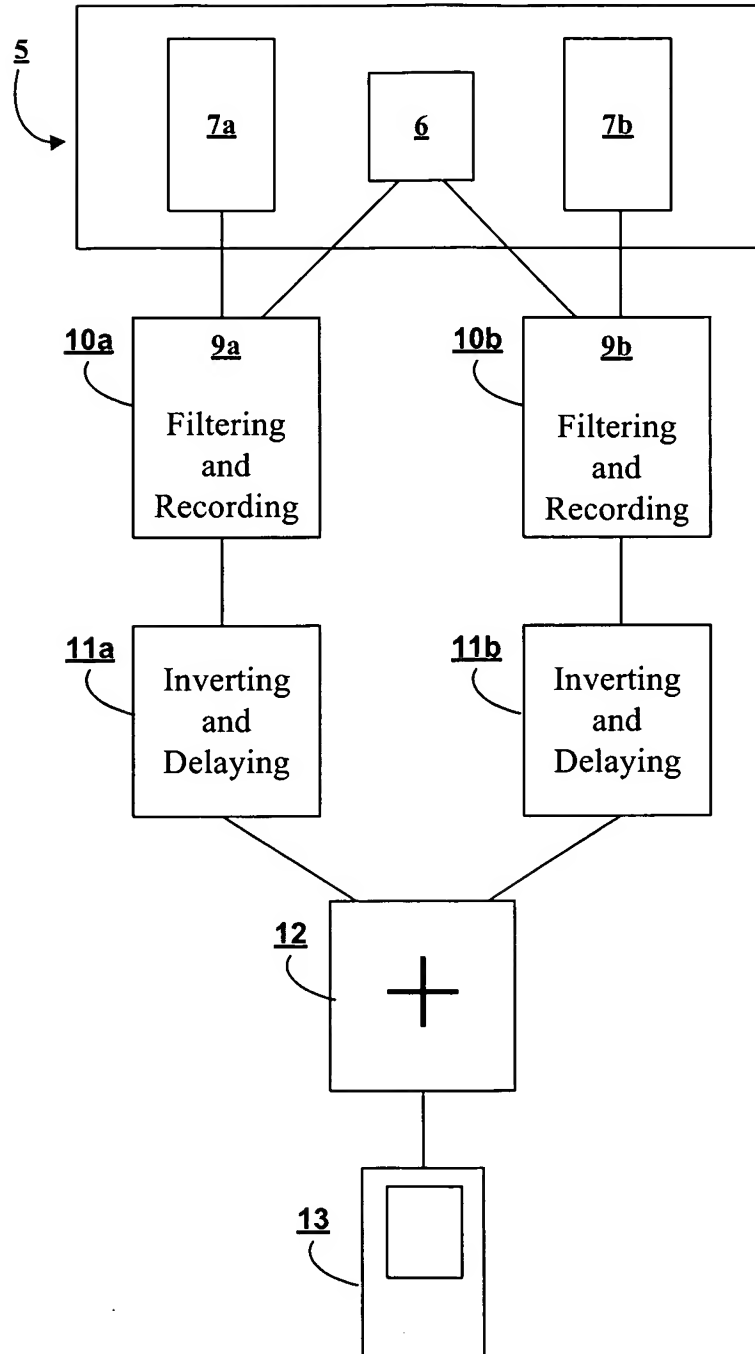 5
7a
6
7b
10a
9a
Filtering
and
Recording
10b
9b
Filtering
and
Recording
11a
Inverting
and
Delaying
11b
Inverting
and
Delaying
12
+
13